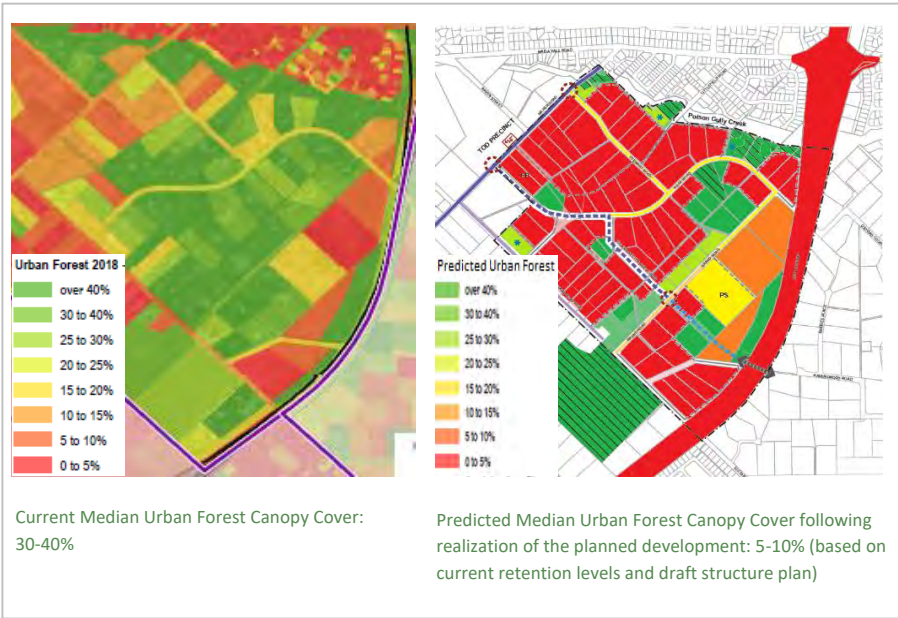 Urban Forest 2018 -
over 40%
30 to 40%
25 to 30%
20 to 25%
15 to 20%
10 to 15%
5 to 10%
0 to 5%
Current Median Urban Forest Canopy Cover:
30-40%
TOD PRECINCT
Poison Gully Creek
PS
Predicted Urban Forest
over 40%
30 to 40%
25 to 30%
20 to 25%
15 to 20%
10 to 15%
5 to 10%
0 to 5%
Predicted Median Urban Forest Canopy Cover following
realization of the planned development: 5-10% (based on
current retention levels and draft structure plan)